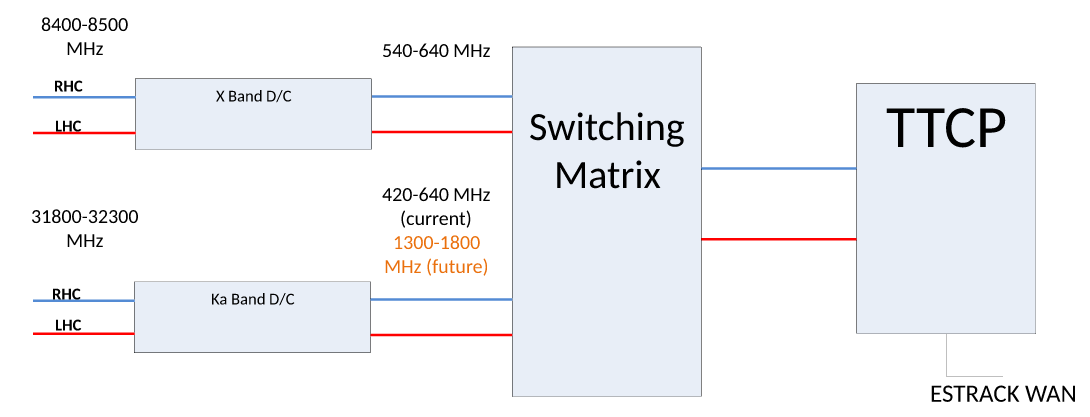 8400-8500
MHz
RHC
LHC
X Band D/C
540-640 MHz
31800-32300
MHz
RHC
LHC
Ka Band D/C
420-640 MHz
(current)
1300-1800
MHz (future)
Switching
Matrix
TTCP
ESTRACK WAN